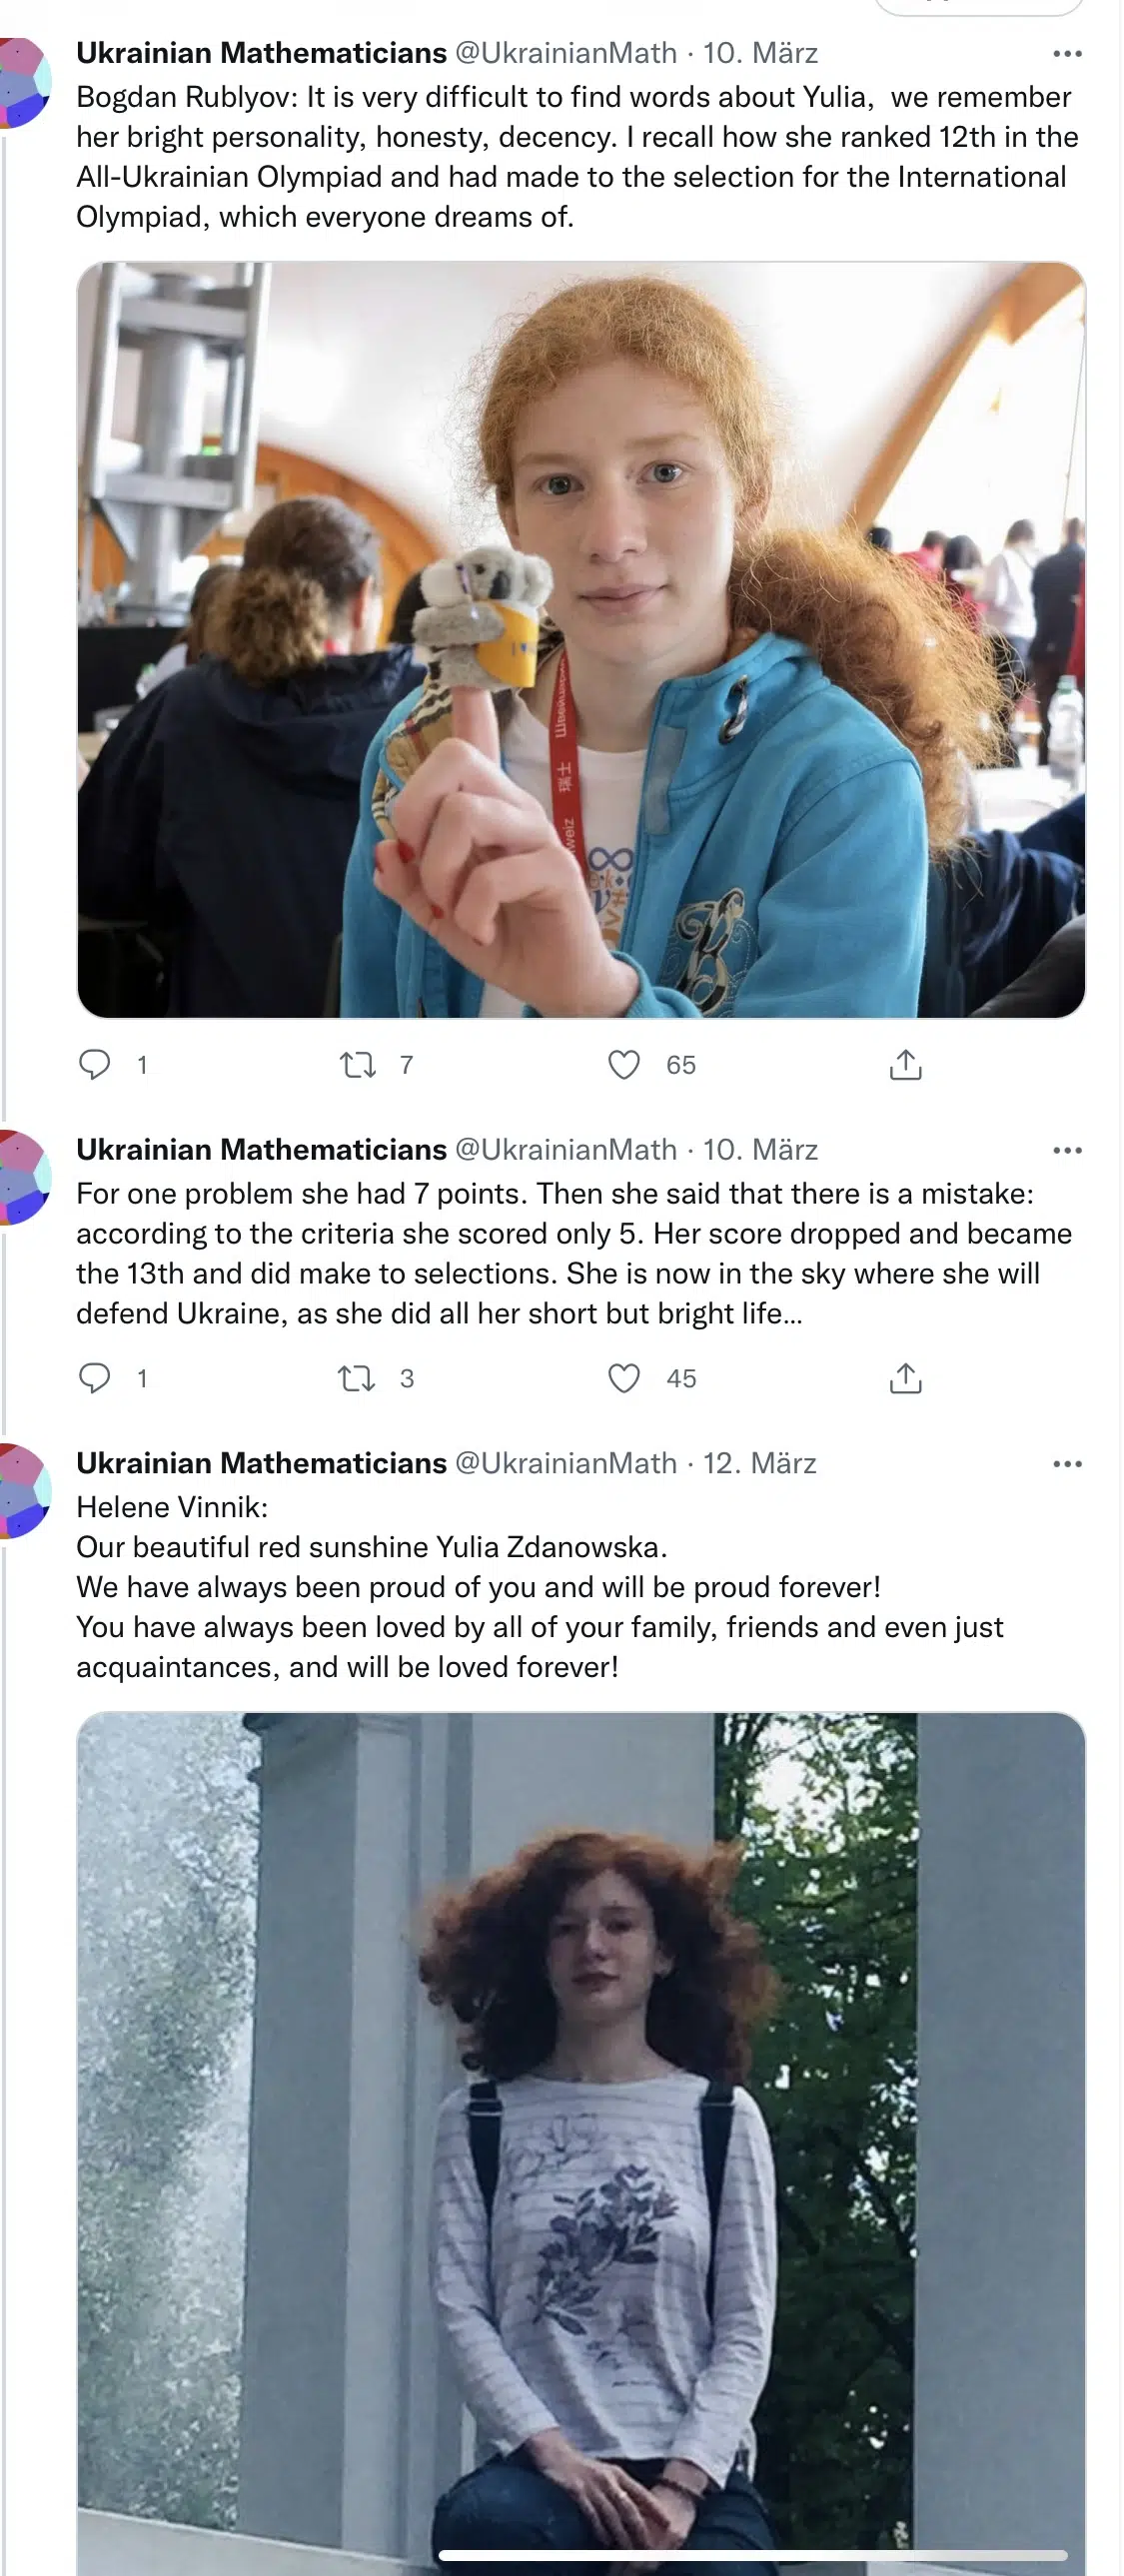 Ukrainian Mathematicians @UkrainianMath · 10. März
Bogdan Rublyov: It is very difficult to find words about Yulia, we remember
her bright personality, honesty, decency. I recall how she ranked 12th in the
All-Ukrainian Olympiad and had made to the selection for the International
Olympiad, which everyone dreams of.
瑞士
weiz
1
7
65
Ukrainian Mathematicians @UkrainianMath · 10. März
For one problem she had 7 points. Then she said that there is a mistake:
according to the criteria she scored only 5. Her score dropped and became
the 13th and did make to selections. She is now in the sky where she will
defend Ukraine, as she did all her short but bright life...
1
3
45
Ukrainian Mathematicians @UkrainianMath · 12. März
Helene Vinnik:
Our beautiful red sunshine Yulia Zdanowska.
We have always been proud of you and will be proud forever!
You have always been loved by all of your family, friends and even just
acquaintances, and will be loved forever!